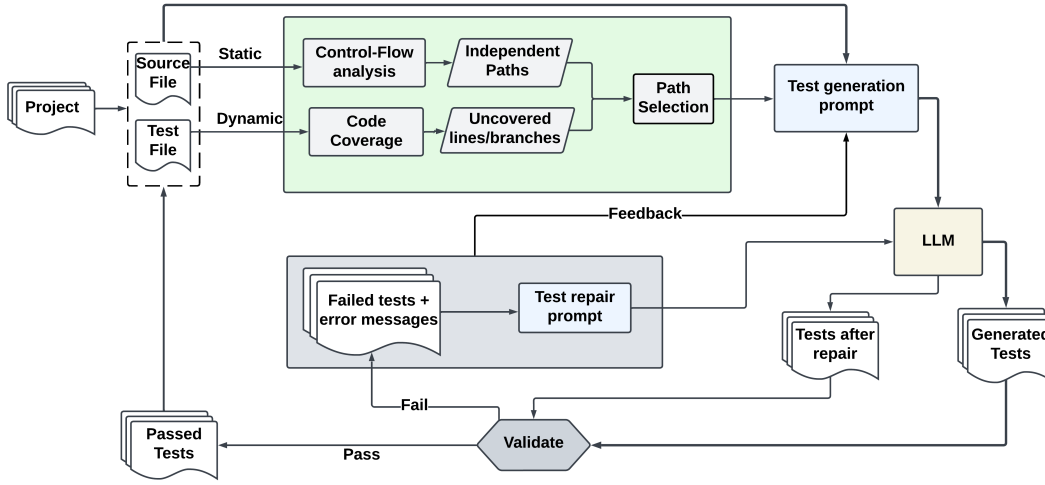 Project
Source
File
Test
File
Static
Dynamic
Control-Flow
analysis
Independent
Paths
Code
Coverage
Uncovered
lines/branches
Path
Selection
Test generation
prompt
Feedback
LLM
Failed tests +
error messages
Test repair
prompt
Tests after
repair
Generated
Tests
Fail
Validate
Pass
Passed
Tests